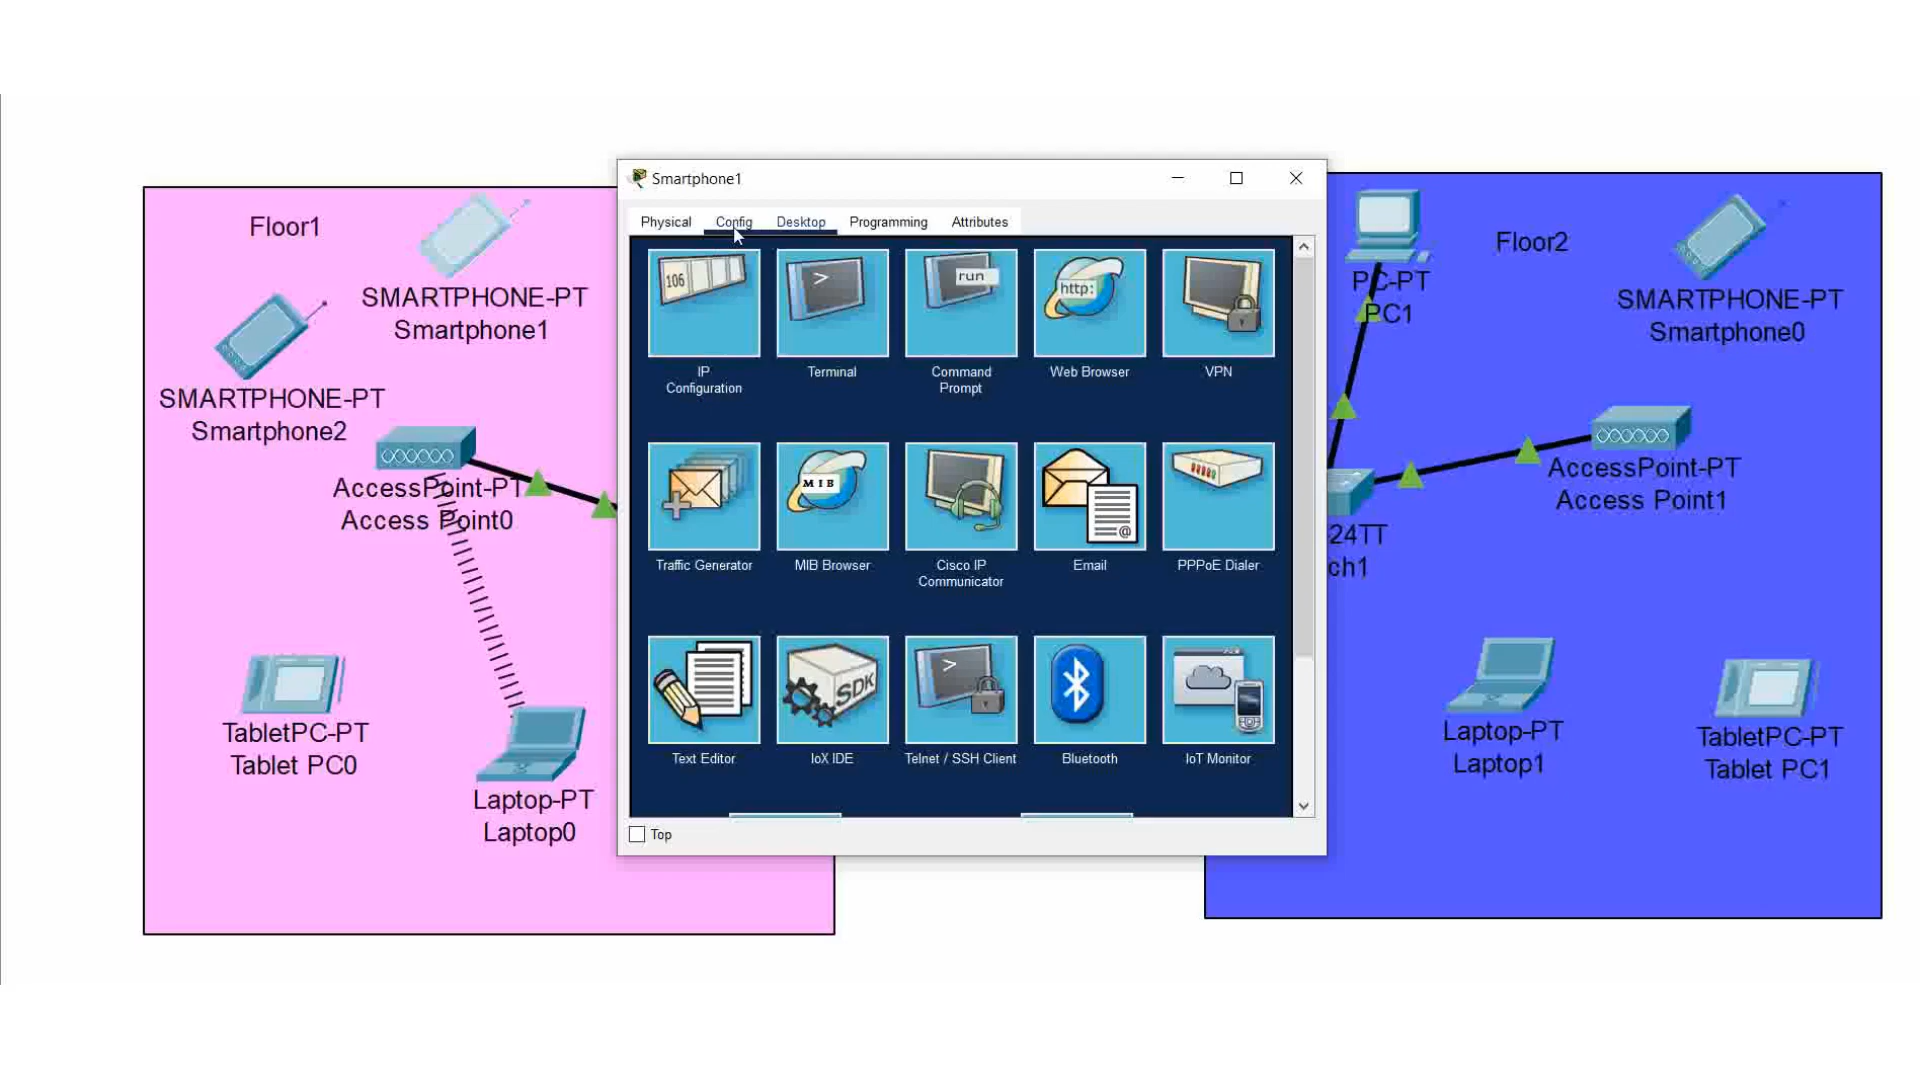 Smartphone1
Physical
Config
Desktop
Programming
Attributes
106
>
run
http:
IP
Configuration
Terminal
Command
Prompt
Web Browser
VPN
MIB
@
Traffic Generator
MIB Browser
Cisco IP
Communicator
Email
PPPoE Dialer
SDK
>
Text Editor
IoX IDE
Telnet / SSH Client
Bluetooth
IoT Monitor
Top
Floor1
SMARTPHONE-PT
Smartphone1
SMARTPHONE-PT
Smartphone2
AccessPoint-PT
Access Point0
TabletPC-PT
Tablet PC0
Laptop-PT
Laptop0
Floor2
PC-PT
PC1
SMARTPHONE-PT
Smartphone0
AccessPoint-PT
Access Point1
24TT
ch1
Laptop-PT
Laptop1
TabletPC-PT
Tablet PC1